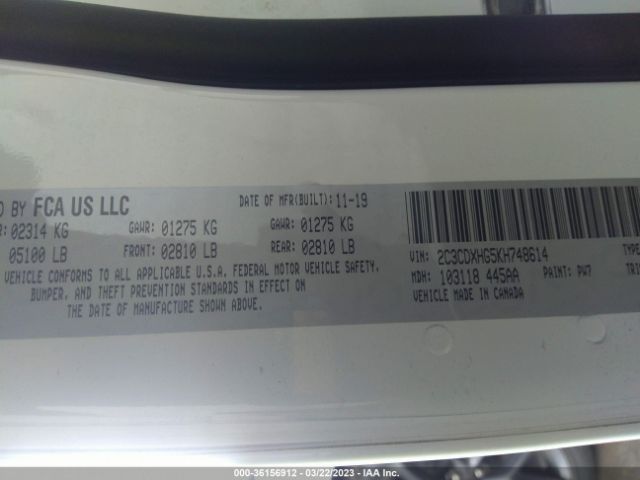 D BY FCA US LLC
DATE OF MFR(BUILT): 11-19
R: 02314 KG
GAWR: 01275 KG
GAWR: 01275 KG
05100 LB
FRONT: 02810 LB
REAR: 02810 LB
VEHICLE CONFORMS TO ALL APPLICABLE U.S.A. FEDERAL MOTOR VEHICLE SAFETY,
BUMPER, AND THEFT PREVENTION STANDARDS IN EFFECT ON
THE DATE OF MANUFACTURE SHOWN ABOVE.
VIN: 2C3CDXHG5KH748614
TYPE
MDH: 103118 445AA
PAINT: PW7
VEHICLE MADE IN CANADA
000-36156912 - 03/22/2023 - IAA Inc.